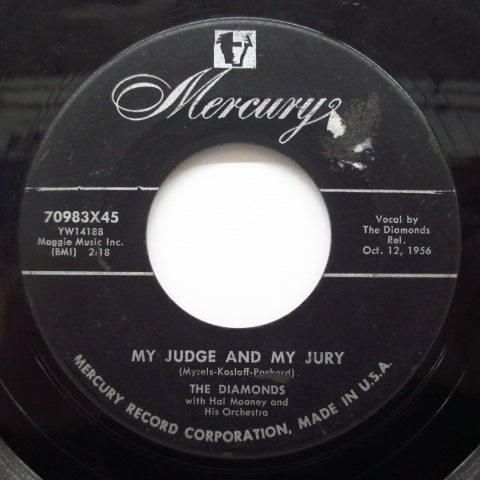 Mercury
70983X45
YW14188
Maggie Music Inc.
(BMI) 2:18
Vocal by
The Diamonds
Rel.
Oct. 12, 1956
MY JUDGE AND MY JURY
(Mysels-Kosloff-Packard)
THE DIAMONDS
with Hal Mooney and
His Orchestra
MERCURY RECORD CORPORATION, MADE IN U.S.A.